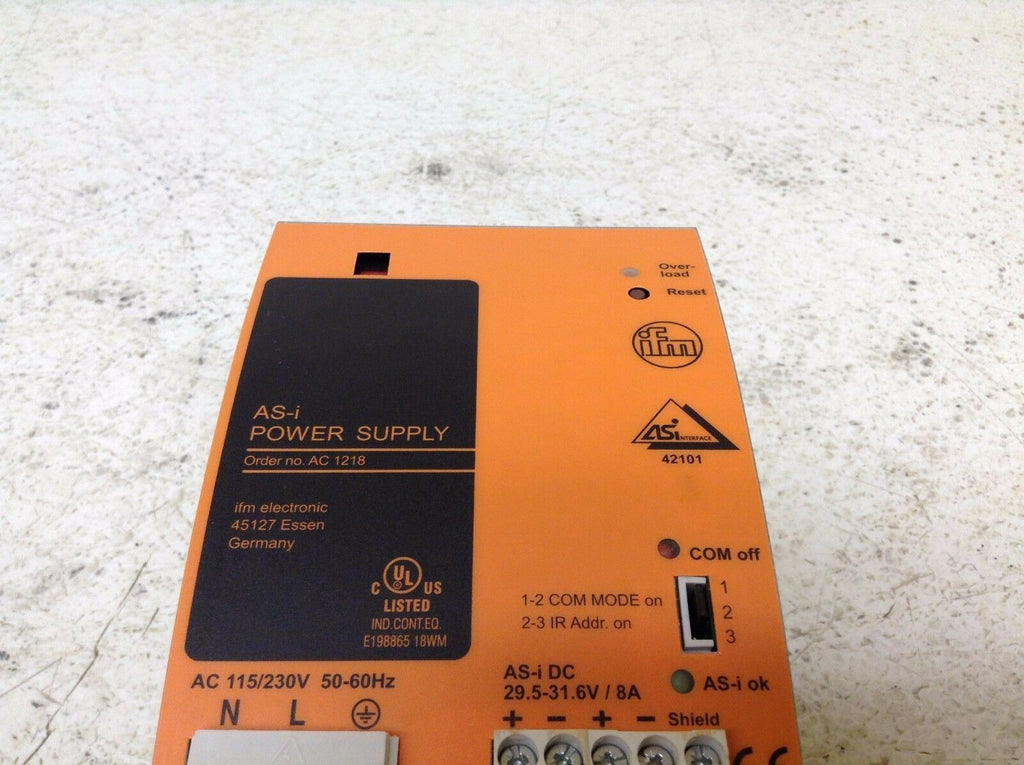 Over-
load
Reset
ifm
AS-i
POWER SUPPLY
Order no. AC 1218
ASi INTERFACE
42101
ifm electronic
45127 Essen
Germany
C UL US
LISTED
IND.CONT.EQ.
E198865 18WM
COM off
1-2 COM MODE on
2-3 IR Addr. on
1
2
3
AC 115/230V 50-60Hz
N L
AS-i DC
29.5-31.6V / 8A
AS-i ok
+ − + − Shield
CE